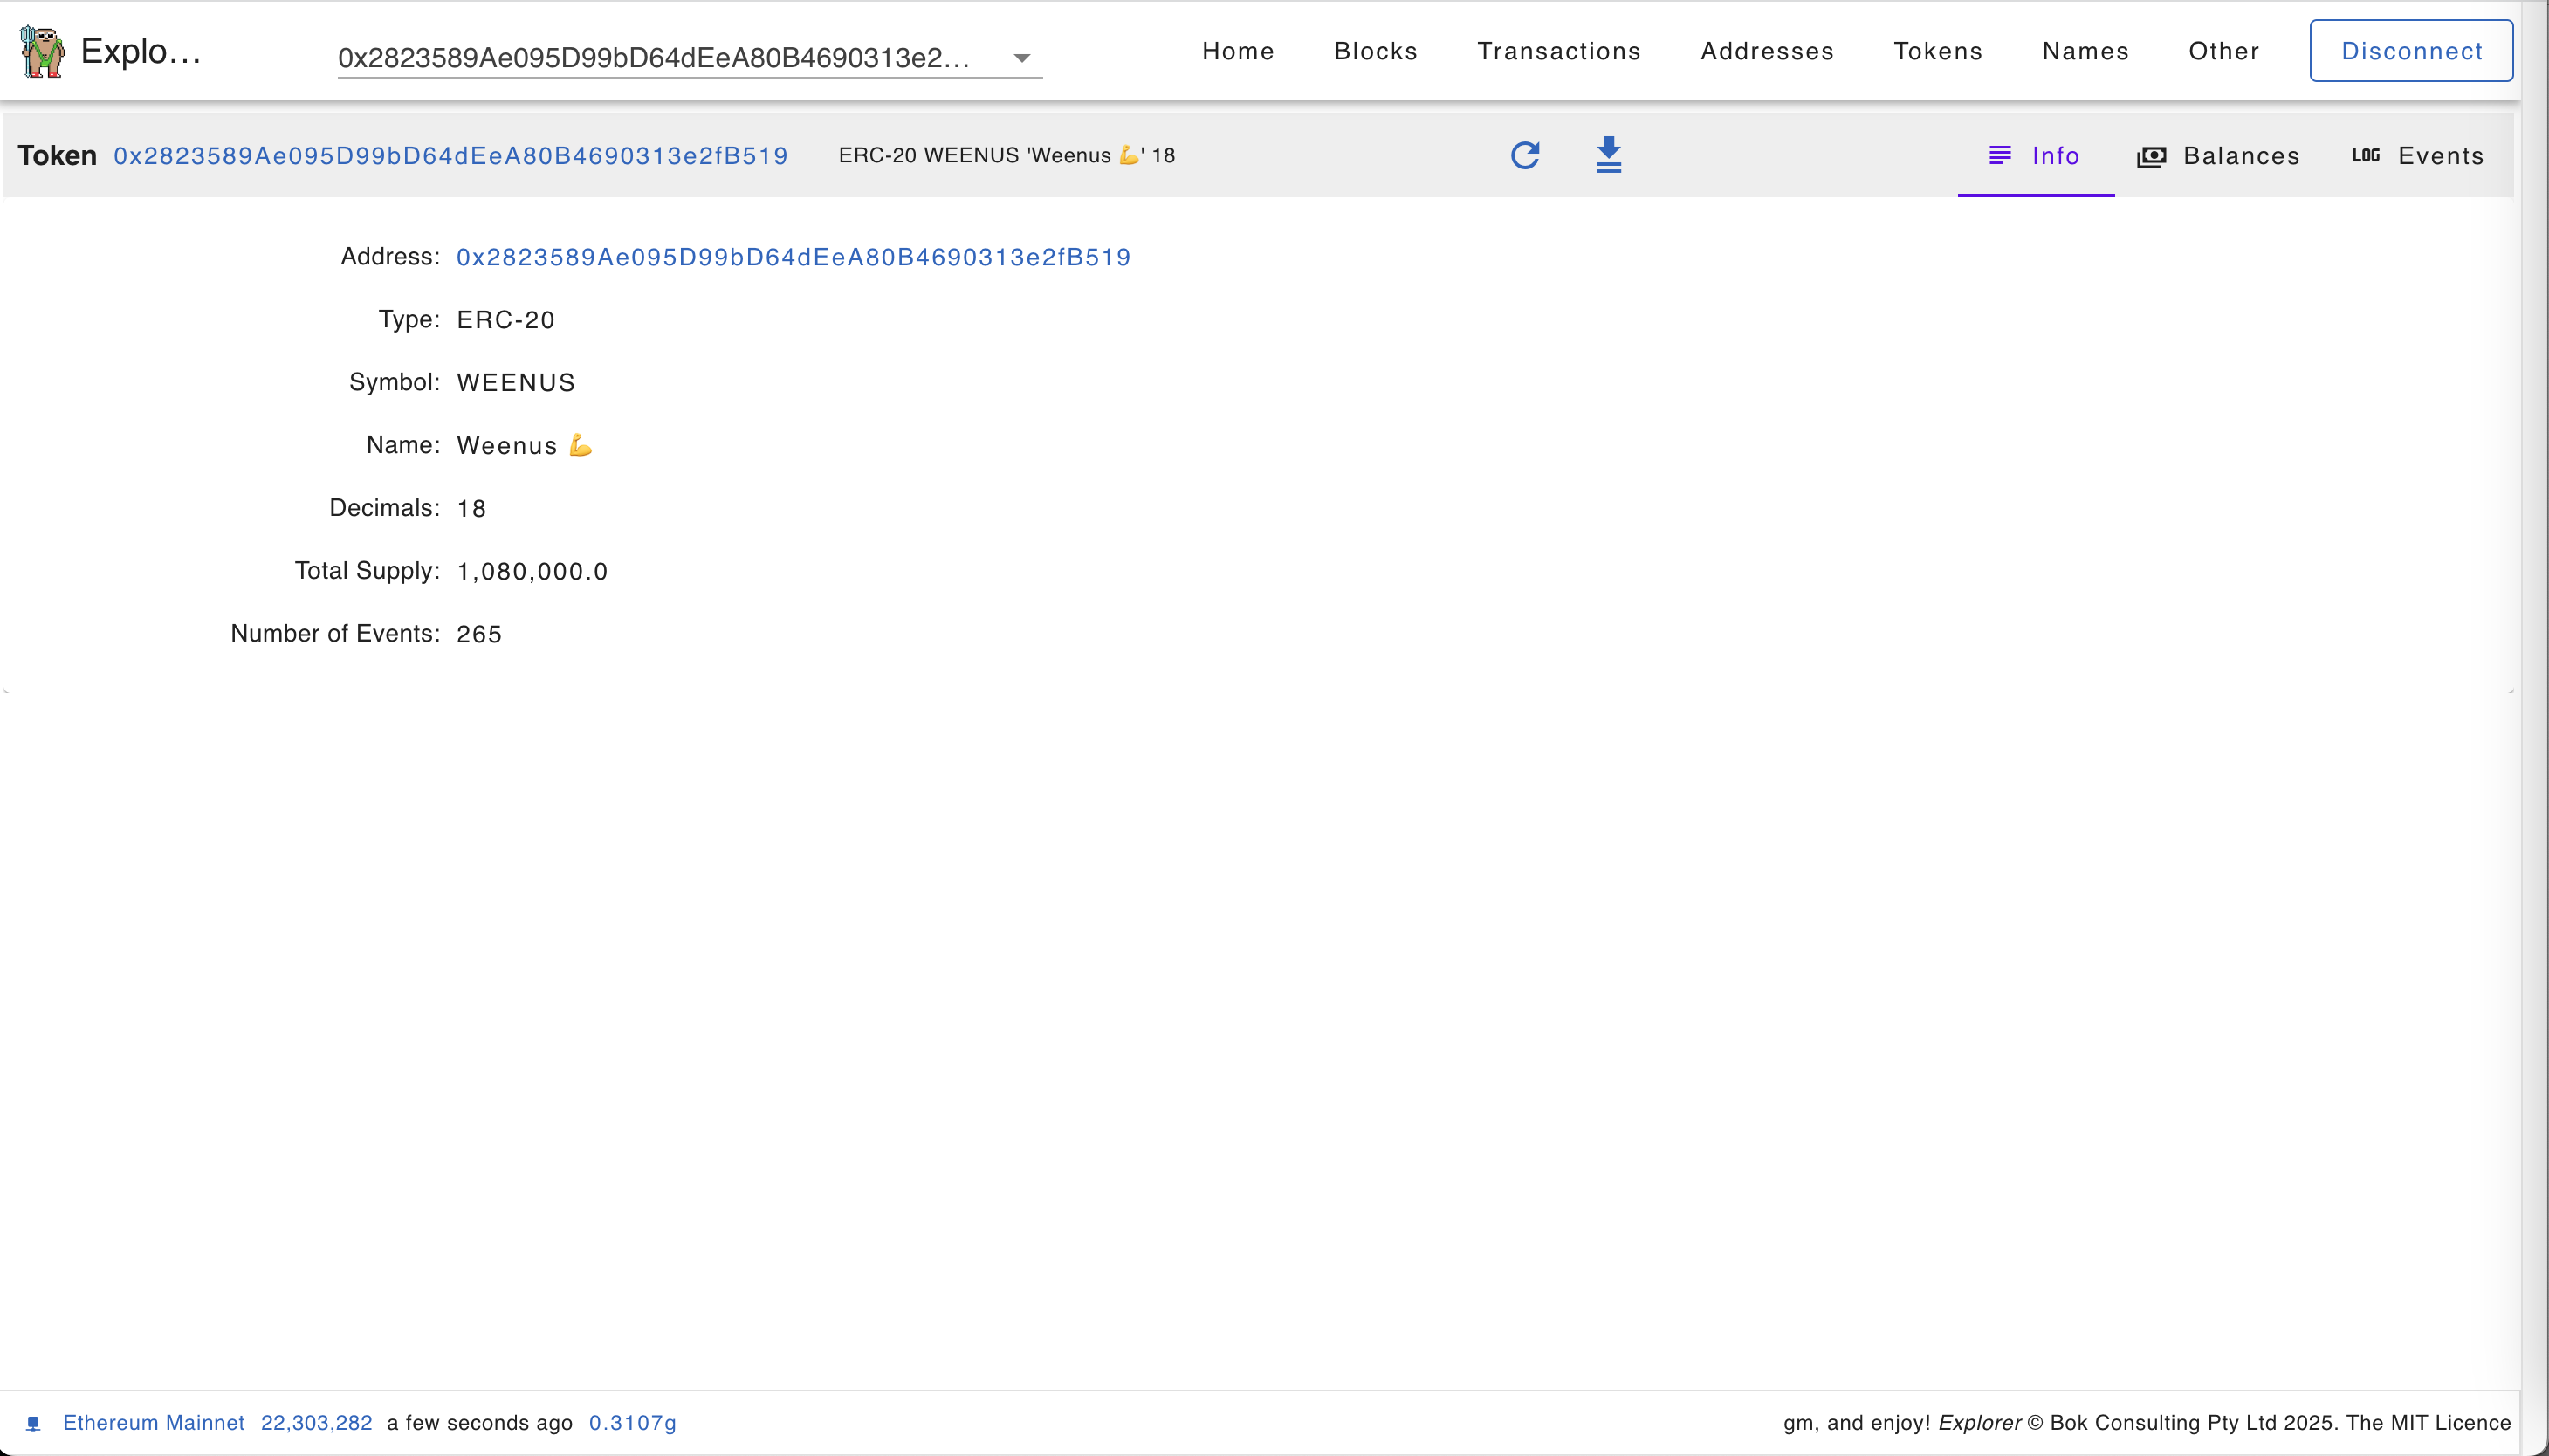 Explo...
0x2823589Ae095D99bD64dEeA80B4690313e2...
Home Blocks Transactions Addresses Tokens Names Other Disconnect
Token 0x2823589Ae095D99bD64dEeA80B4690313e2fB519 ERC-20 WEENUS 'Weenus 💪' 18 Info Balances LOG Events
Address: 0x2823589Ae095D99bD64dEeA80B4690313e2fB519
Type: ERC-20
Symbol: WEENUS
Name: Weenus 💪
Decimals: 18
Total Supply: 1,080,000.0
Number of Events: 265
Ethereum Mainnet 22,303,282 a few seconds ago 0.3107g
gm, and enjoy! Explorer © Bok Consulting Pty Ltd 2025. The MIT Licence